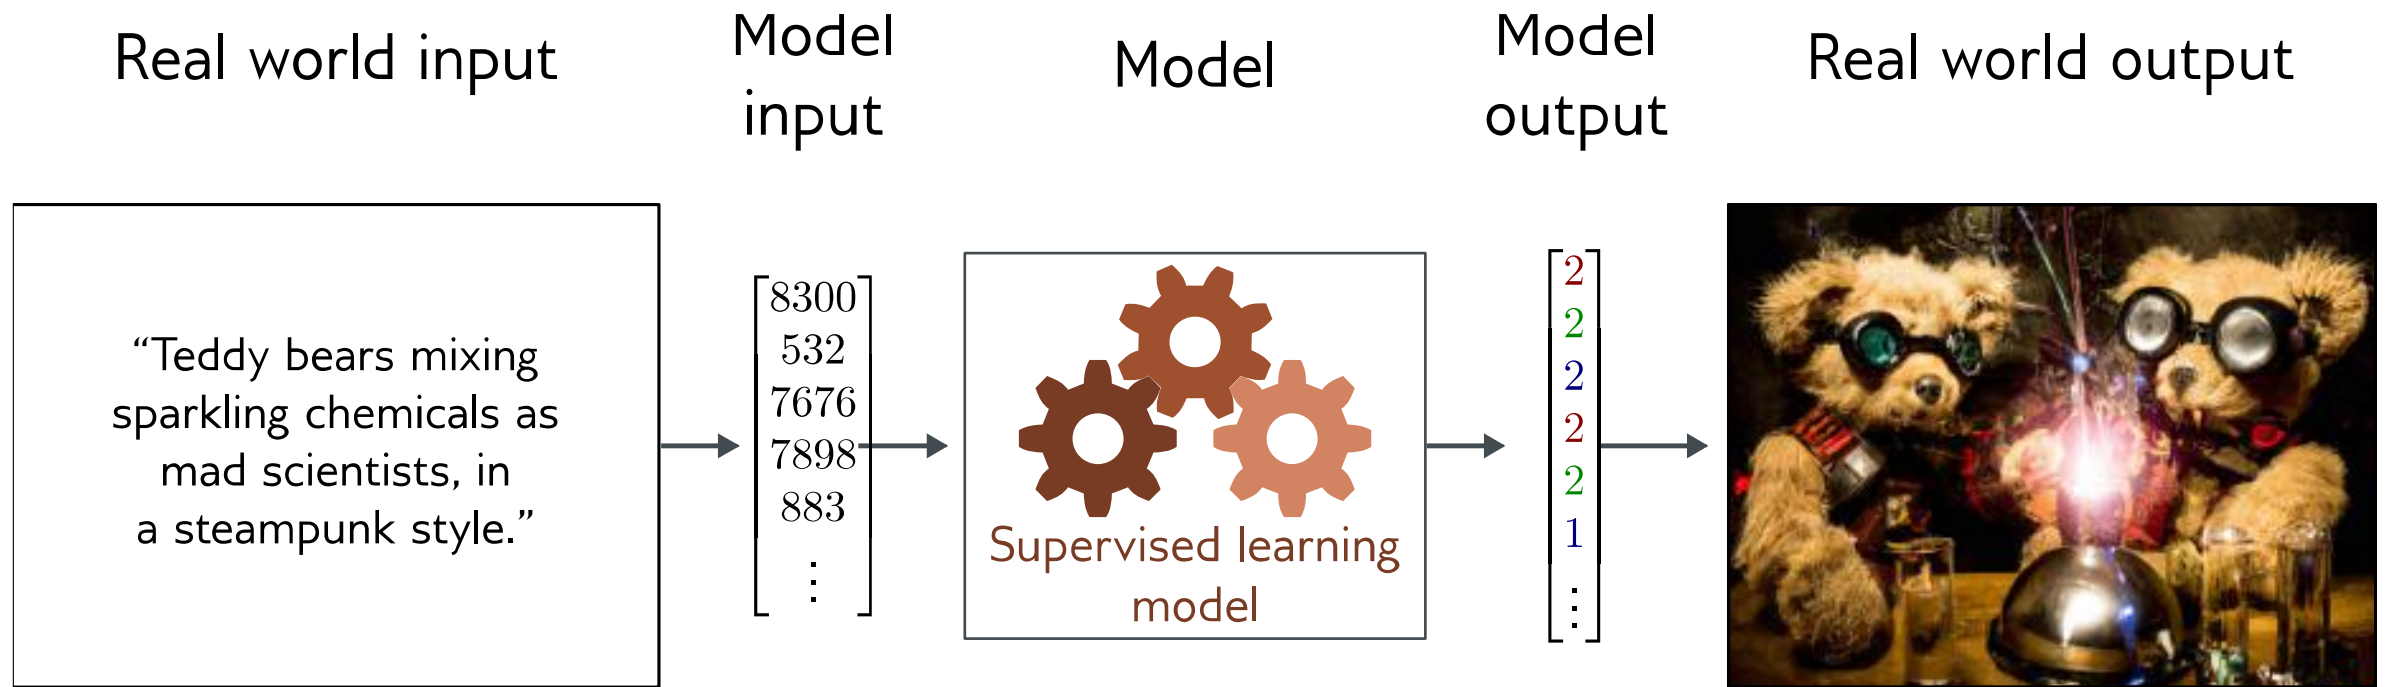 Real world input
Model
input
Model
Model
output
Real world output
“Teddy bears mixing
sparkling chemicals as
mad scientists, in
a steampunk style.”
8300
532
7676
7898
883
⋮
Supervised learning
model
2
2
2
2
2
1
⋮